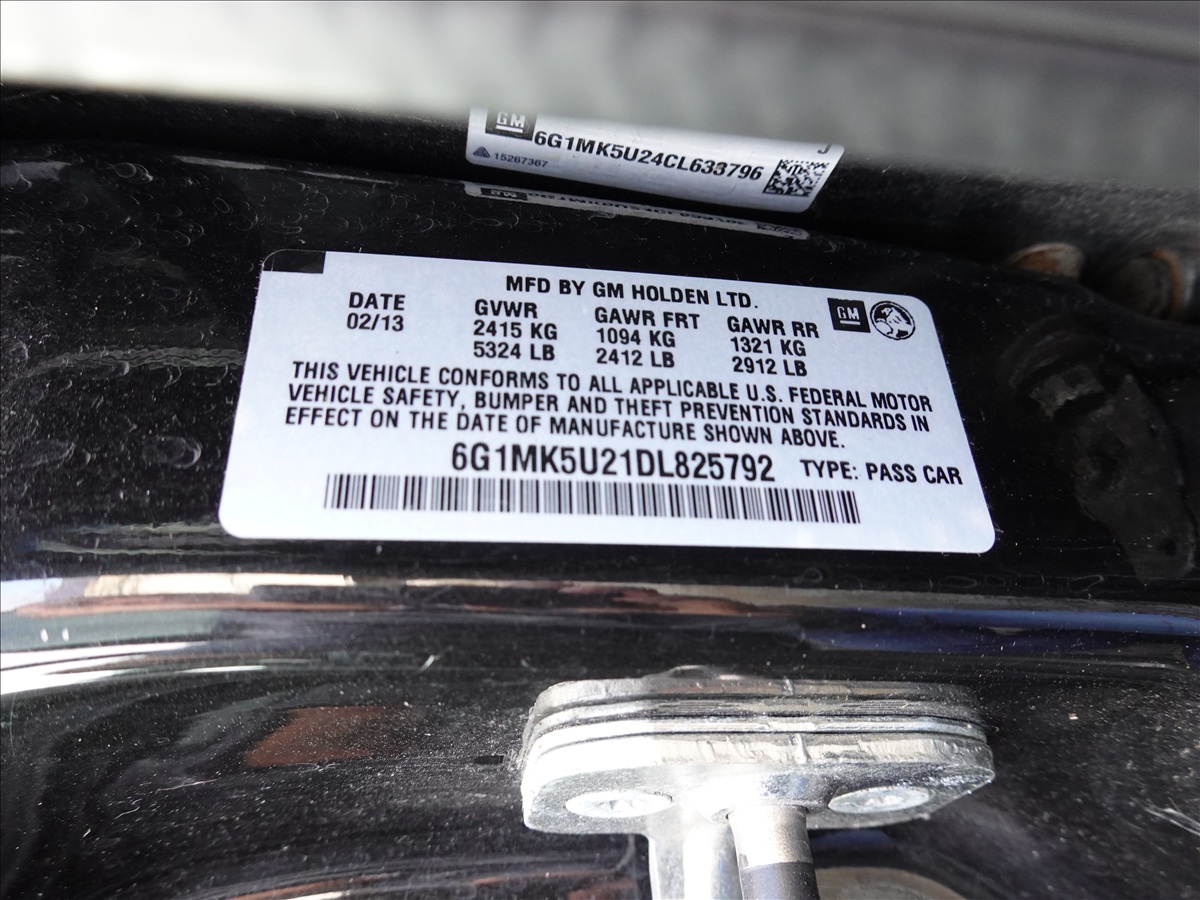 GM
6G1MK5U24CL633796
15267367
J
MFD BY GM HOLDEN LTD.
DATE GVWR GAWR FRT GAWR RR GM
02/13 2415 KG 1094 KG 1321 KG
5324 LB 2412 LB 2912 LB
THIS VEHICLE CONFORMS TO ALL APPLICABLE U.S. FEDERAL MOTOR
VEHICLE SAFETY, BUMPER AND THEFT PREVENTION STANDARDS IN
EFFECT ON THE DATE OF MANUFACTURE SHOWN ABOVE.
6G1MK5U21DL825792 TYPE: PASS CAR